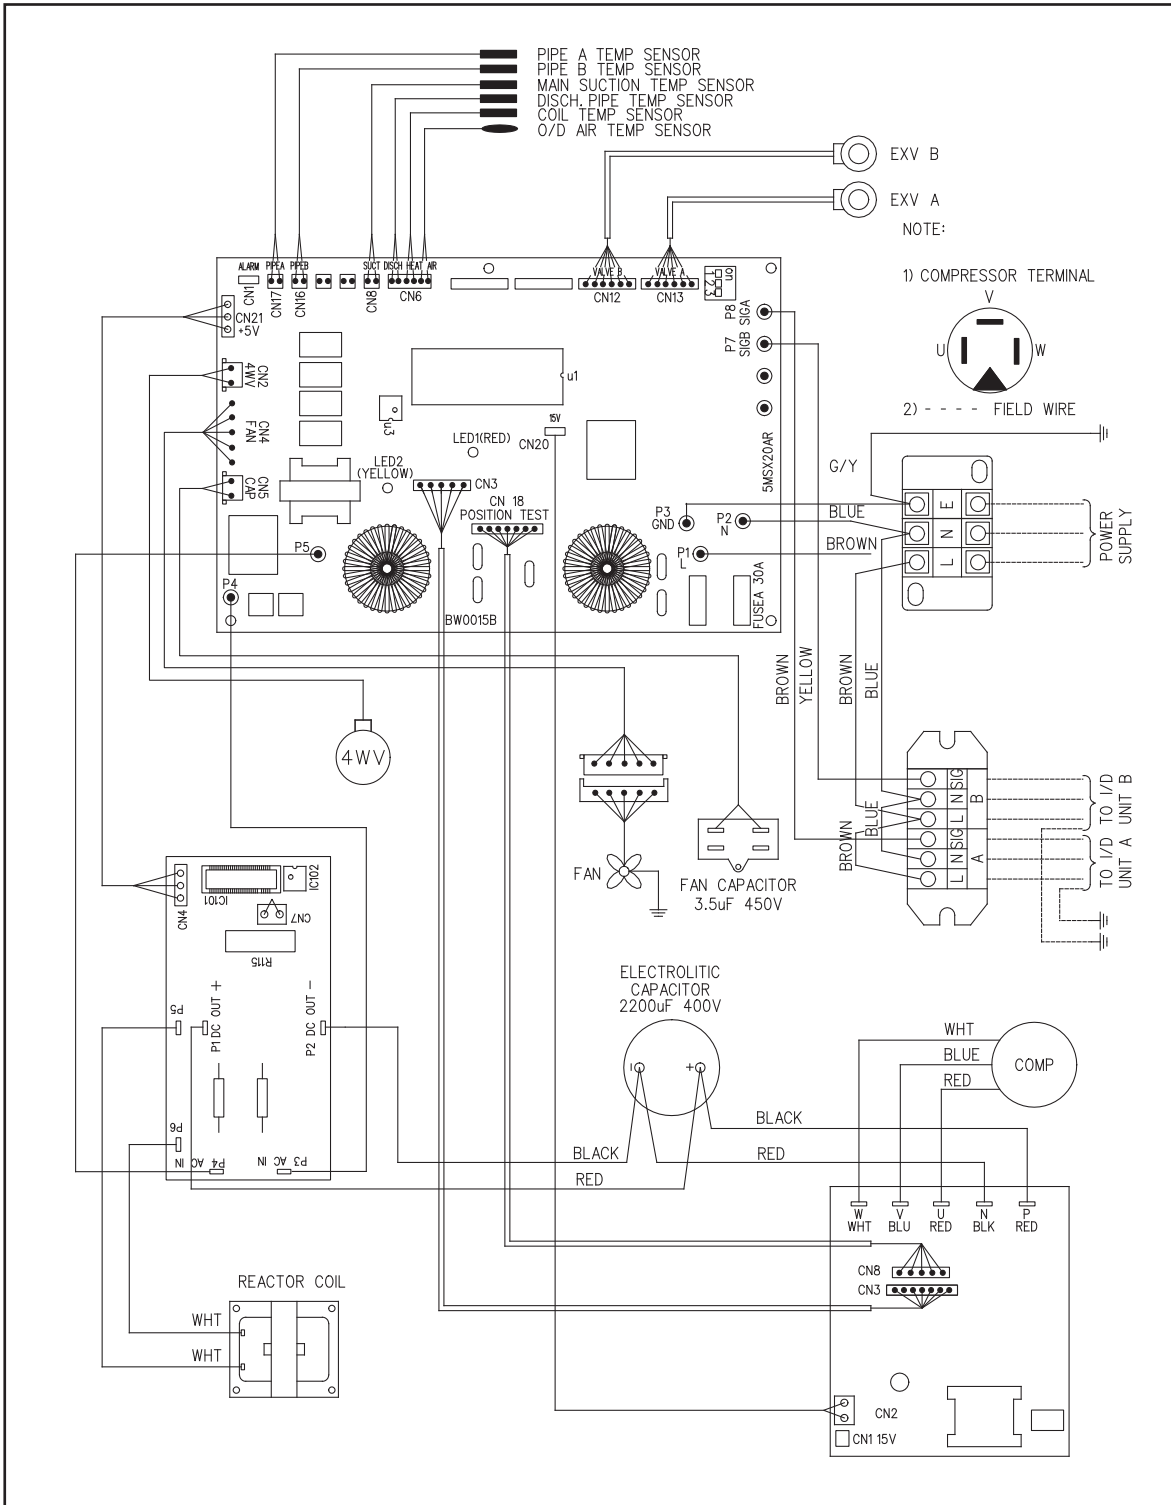 PIPE A TEMP SENSOR
PIPE B TEMP SENSOR
MAIN SUCTION TEMP SENSOR
DISCH. PIPE TEMP SENSOR
COIL TEMP SENSOR
O/D AIR TEMP SENSOR
EXV B
EXV A
NOTE:
1) COMPRESSOR TERMINAL
V
U
W
2) - - - - FIELD WIRE
ALARM
PIPEA
PIPEB
SUCT
DISCH
HEAT
AIR
VALVE B
VALVE A
on
1
2
3
CN1
CN17
CN16
CN8
CN6
CN12
CN13
CN21
+5V
P8
SIGA
P7
SIGB
CN2
4WV
u1
u3
15V
CN20
CN4
FAN
LED1(RED)
LED2
(YELLOW)
CN5
CAP
CN3
CN 18
POSITION TEST
5MSX20AR
P3
GND
P2
N
P1
L
P5
P4
FUSEA 30A
BW0015B
G/Y
BLUE
BROWN
E
N
L
POWER
SUPPLY
BROWN
YELLOW
BROWN
BLUE
4WV
FAN
FAN CAPACITOR
3.5uF 450V
BROWN
BLUE
SIG
N
L
B
SIG
N
L
A
TO I/D
UNIT B
TO I/D
UNIT A
CN4
IC101
IC102
CN7
R115
P5
P1 DC OUT +
P2 DC OUT -
P6
P4 AC IN
P3 AC IN
ELECTROLITIC
CAPACITOR
2200uF 400V
-
+
WHT
BLUE
RED
COMP
BLACK
BLACK
RED
RED
W
WHT
V
BLU
U
RED
N
BLK
P
RED
CN8
CN3
REACTOR COIL
WHT
WHT
CN2
CN1 15V